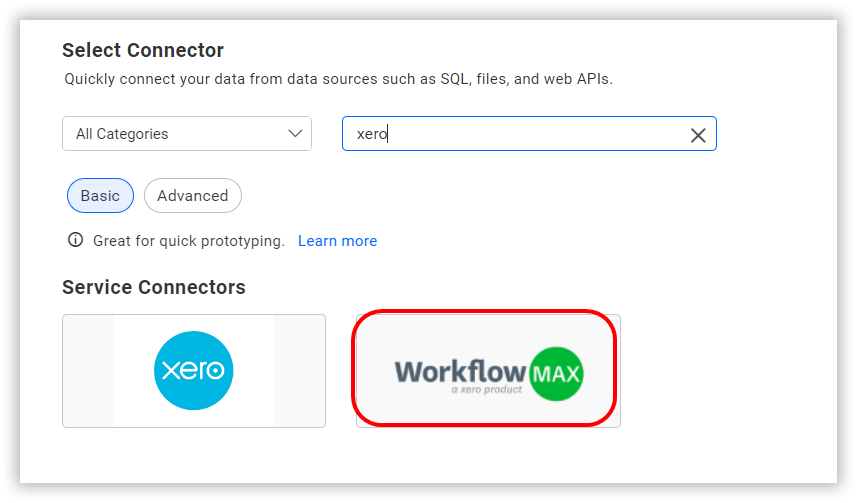 Select Connector
Quickly connect your data from data sources such as SQL, files, and web APIs.
All Categories
xero
Basic
Advanced
Great for quick prototyping. Learn more
Service Connectors
xero
Workflow MAX
a xero product